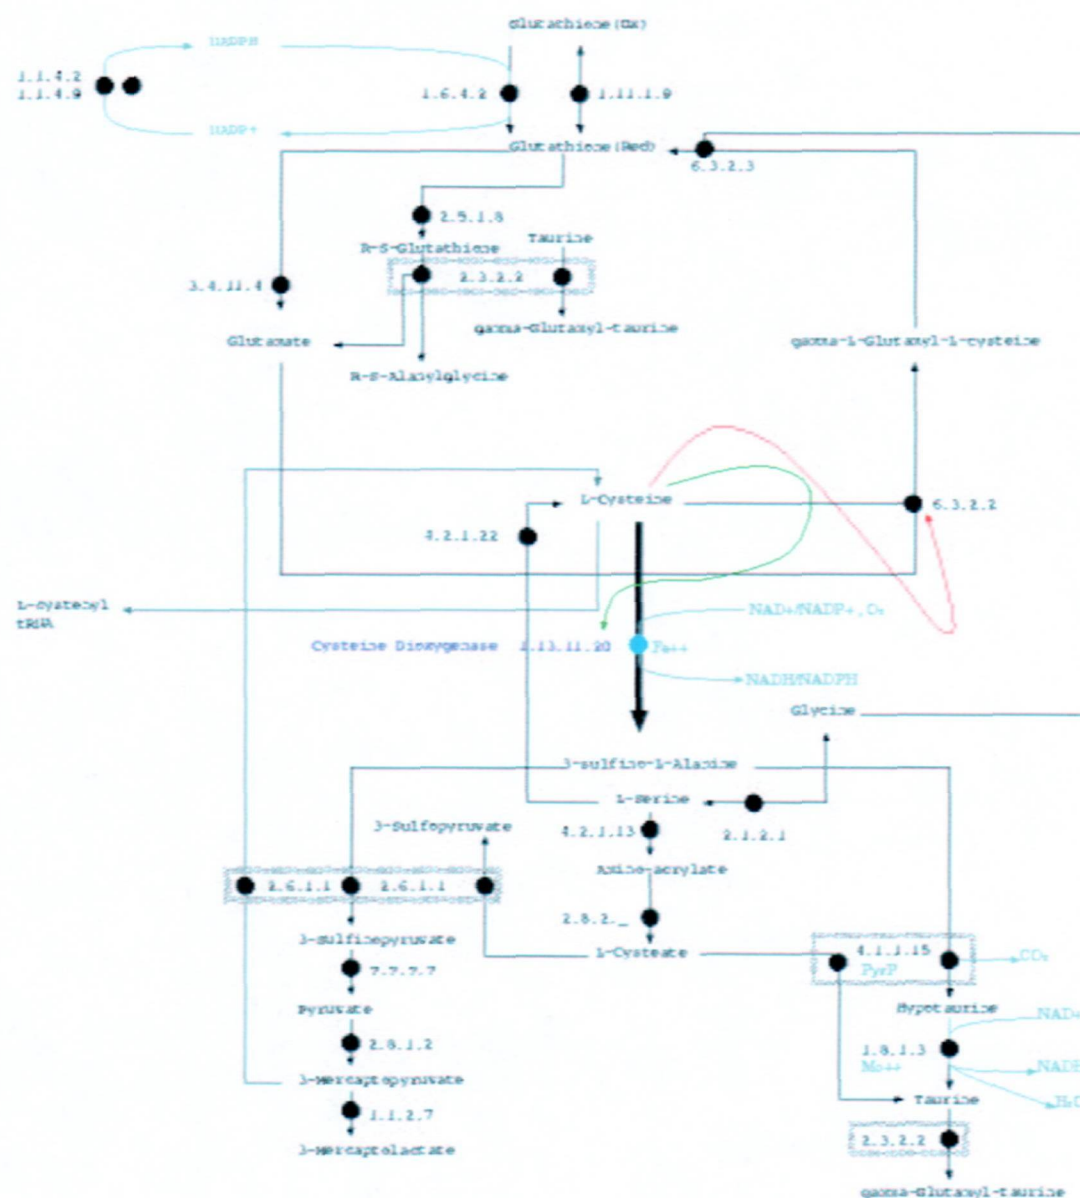 Glutathione(Ox)
NADPH
1.1.4.2
1.1.4.9
1.6.4.2
1.11.1.9
NADP+
Glutathione(Red)
6.3.2.3
2.5.1.8
R-S-Glutathione
Taurine
3.4.11.4
2.3.2.2
gamma-Glutamyl-taurine
Glutamate
gamma-L-Glutamyl-L-cysteine
R-S-Alanylglycine
L-Cysteine
6.3.2.2
4.2.1.22
L-cysteonyl
tRNA
NAD+/NADP+,O₂
Cysteine Dioxygenase 1.13.11.20
Fe++
NADH/NADPH
Glycine
3-sulfino-L-Alanine
L-Serine
3-Sulfopyruvate
4.2.1.13
2.1.2.1
Amino-acrylate
2.6.1.1
2.6.1.1
2.8.2._
3-Sulfinopyruvate
L-Cysteate
4.1.1.15
PyrP
CO₂
?.?.?.?
Pyruvate
Hypotaurine
NAD+
2.8.1.2
1.8.1.3
Mo++
NADH
3-Mercaptopyruvate
Taurine
1.1.2.7
2.3.2.2
3-Mercaptolactate
gamma-Glutamyl-taurine